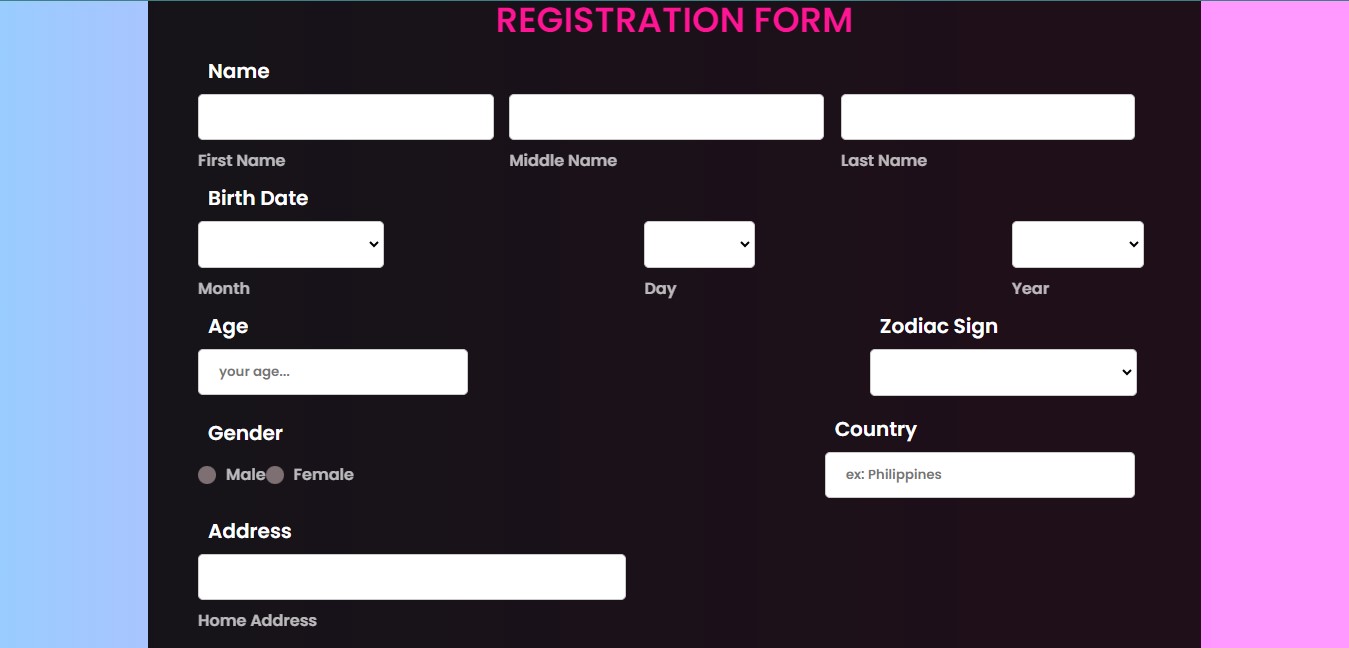 REGISTRATION FORM
Name
First Name Middle Name Last Name
Birth Date
Month Day Year
Age Zodiac Sign
your age...
Gender Country
Male Female ex: Philippines
Address
Home Address